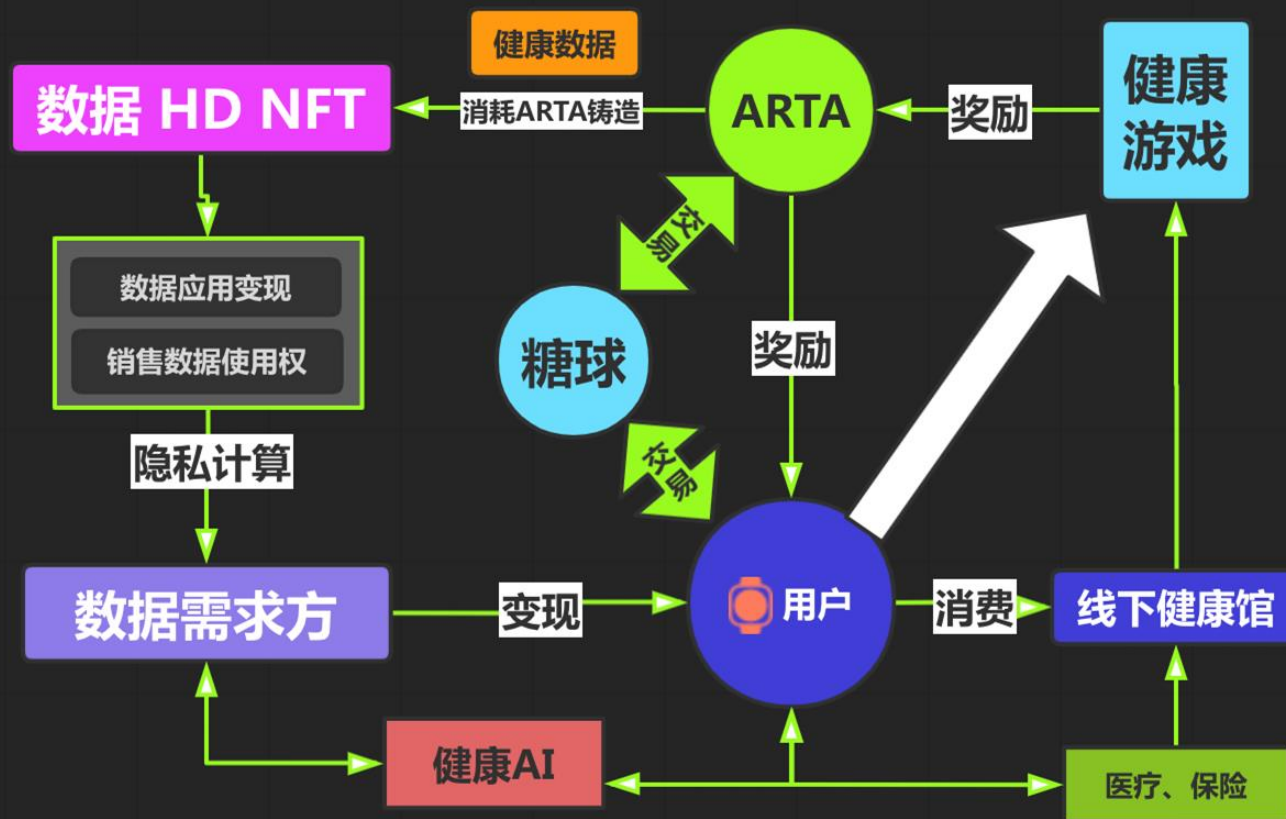 健康数据
数据 HD NFT
消耗ARTA铸造
ARTA
奖励
健康
游戏
交易
数据应用变现
糖球
奖励
销售数据使用权
隐私计算
交易
数据需求方
变现
用户
消费
线下健康馆
健康AI
医疗、保险